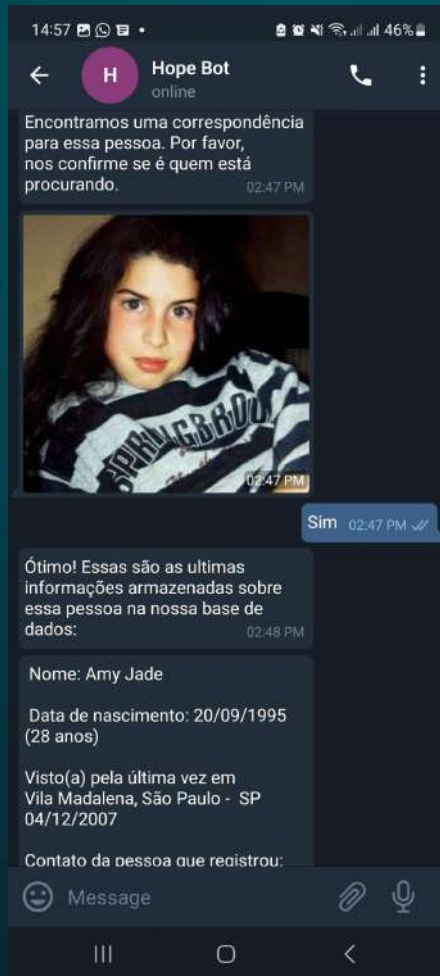 14:57 46%
H Hope Bot
online
Encontramos uma correspondência
para essa pessoa. Por favor,
nos confirme se é quem está
procurando. 02:47 PM
SPRINGBROU
02:47 PM
Sim 02:47 PM
Ótimo! Essas são as ultimas
informações armazenadas sobre
essa pessoa na nossa base de
dados: 02:48 PM
Nome: Amy Jade
Data de nascimento: 20/09/1995
(28 anos)
Visto(a) pela última vez em
Vila Madalena, São Paulo - SP
04/12/2007
Contato da pessoa que registrou:
Message